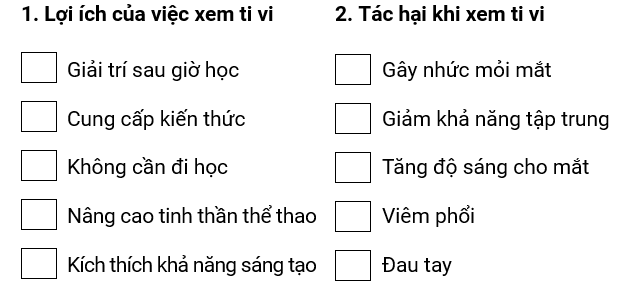 1. Lợi ích của việc xem ti vi
Giải trí sau giờ học
Cung cấp kiến thức
Không cần đi học
Nâng cao tinh thần thể thao
Kích thích khả năng sáng tạo
2. Tác hại khi xem ti vi
Gây nhức mỏi mắt
Giảm khả năng tập trung
Tăng độ sáng cho mắt
Viêm phổi
Đau tay